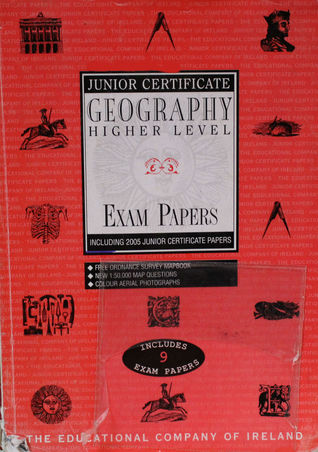 JUNIOR CERTIFICATE
GEOGRAPHY
HIGHER LEVEL
EXAM PAPERS
INCLUDING 2005 JUNIOR CERTIFICATE PAPERS
◆ FREE ORDNANCE SURVEY MAPBOOK
◆ NEW 1:50,000 MAP QUESTIONS
◆ COLOUR AERIAL PHOTOGRAPHS
INCLUDES
9
EXAM PAPERS
THE EDUCATIONAL COMPANY OF IRELAND